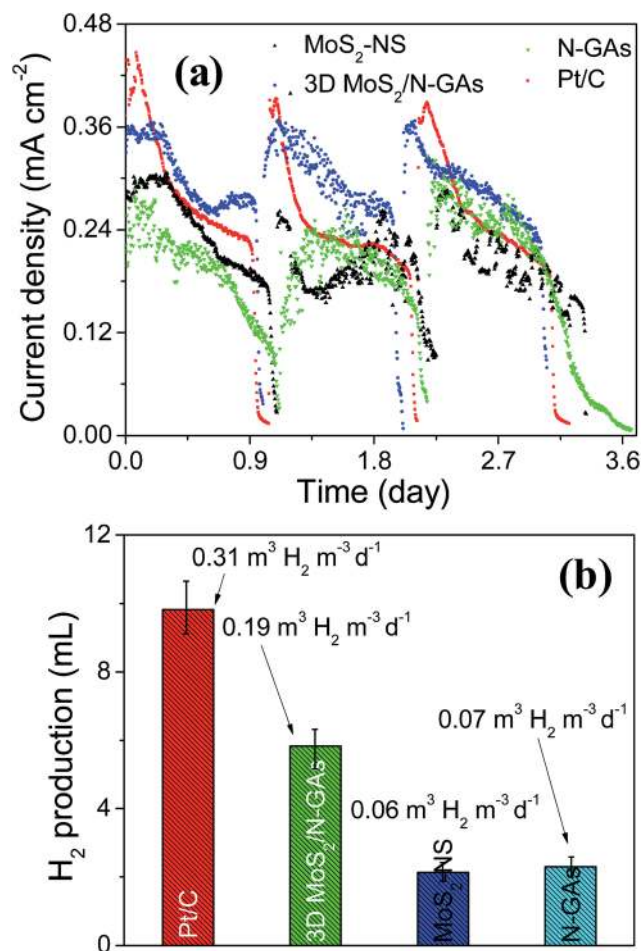 (a)
MoS₂-NS
3D MoS₂/N-GAs
N-GAs
Pt/C
Current density (mA cm⁻²)
0.48
0.36
0.24
0.12
0.00
0.0 0.9 1.8 2.7 3.6
Time (day)
(b)
H₂ production (mL)
12
8
4
0
0.31 m³ H₂ m⁻³ d⁻¹
0.19 m³ H₂ m⁻³ d⁻¹
0.07 m³ H₂ m⁻³ d⁻¹
0.06 m³ H₂ m⁻³ d⁻¹
Pt/C
3D MoS₂/N-GAs
MoS₂-NS
N-GAs